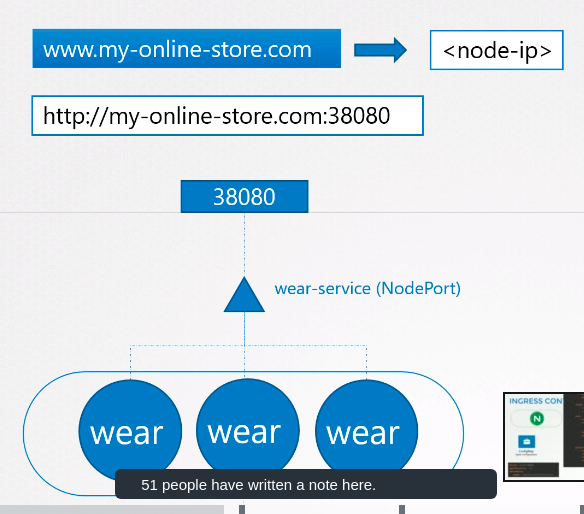 www.my-online-store.com
<node-ip>
http://my-online-store.com:38080
38080
wear-service (NodePort)
wear
wear
wear
INGRESS CON
N
51 people have written a note here.